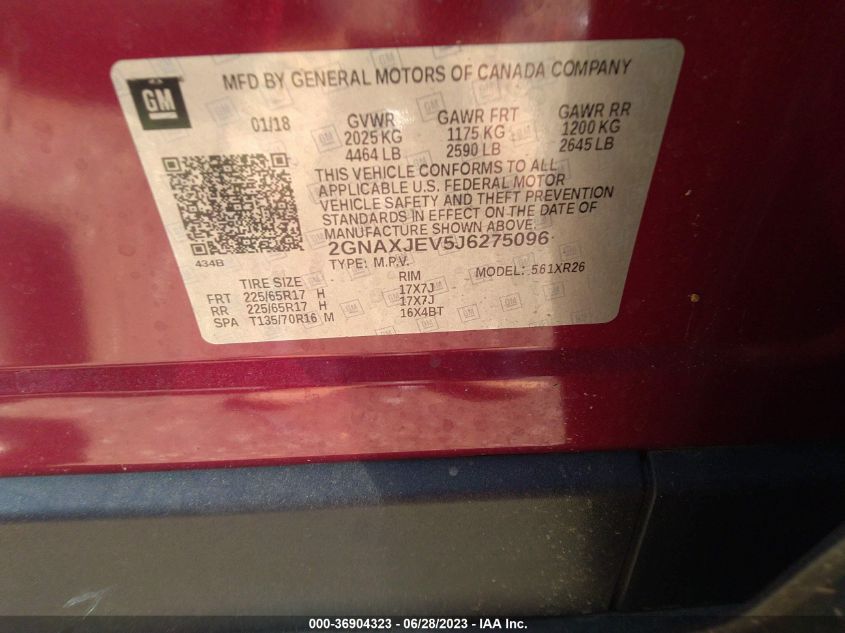 GM
MFD BY GENERAL MOTORS OF CANADA COMPANY
01/18 GVWR GAWR FRT GAWR RR
2025 KG 1175 KG 1200 KG
4464 LB 2590 LB 2645 LB
THIS VEHICLE CONFORMS TO ALL
APPLICABLE U.S. FEDERAL MOTOR
VEHICLE SAFETY AND THEFT PREVENTION
STANDARDS IN EFFECT ON THE DATE OF
MANUFACTURE SHOWN ABOVE.
2GNAXJEV5J6275096
434B TYPE: M.P.V. MODEL: 561XR26
TIRE SIZE RIM
FRT 225/65R17 H 17X7J
RR 225/65R17 H 17X7J
SPA T135/70R16 M 16X4BT
000-36904323 - 06/28/2023 - IAA Inc.